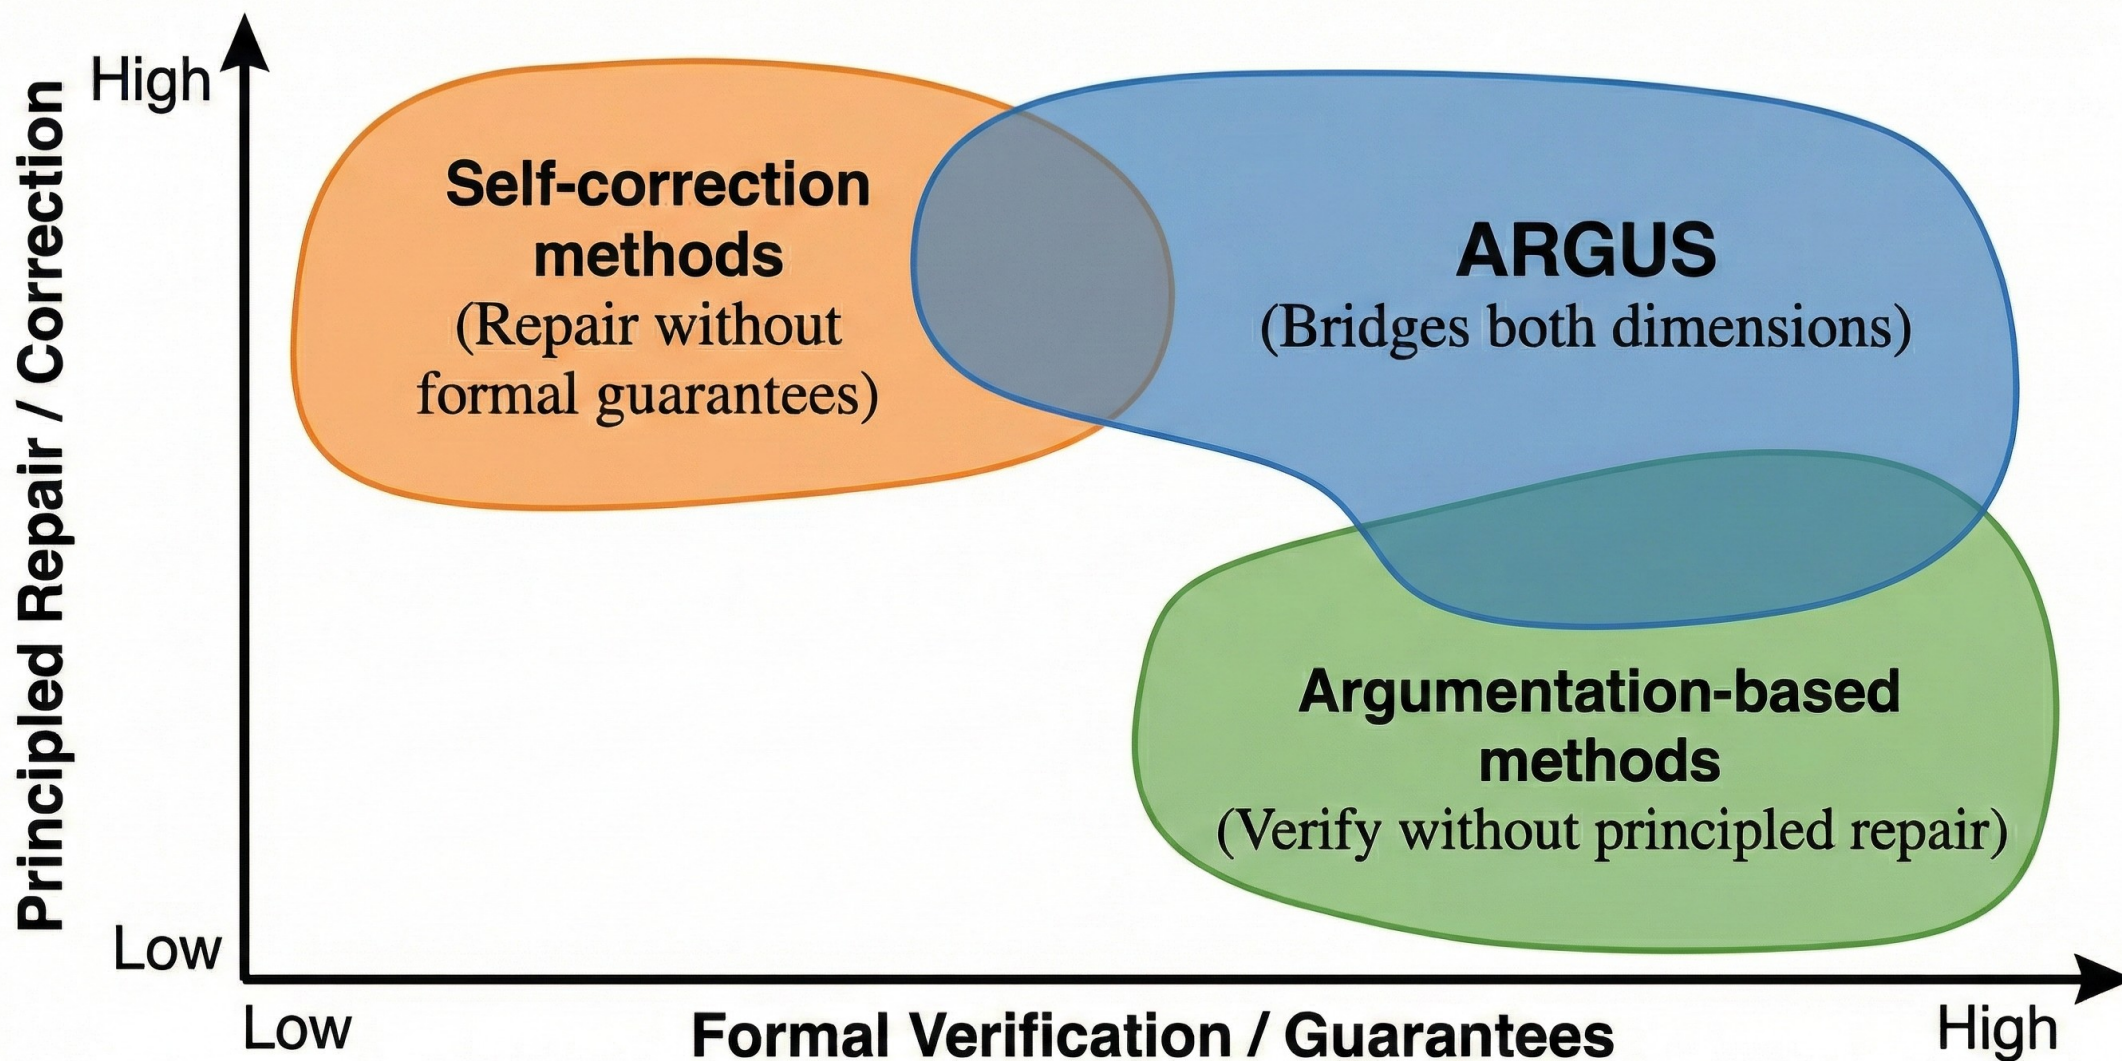 High
Principled Repair / Correction
Self-correction
methods
(Repair without
formal guarantees)
ARGUS
(Bridges both dimensions)
Argumentation-based
methods
(Verify without principled repair)
Low
Low
Formal Verification / Guarantees
High